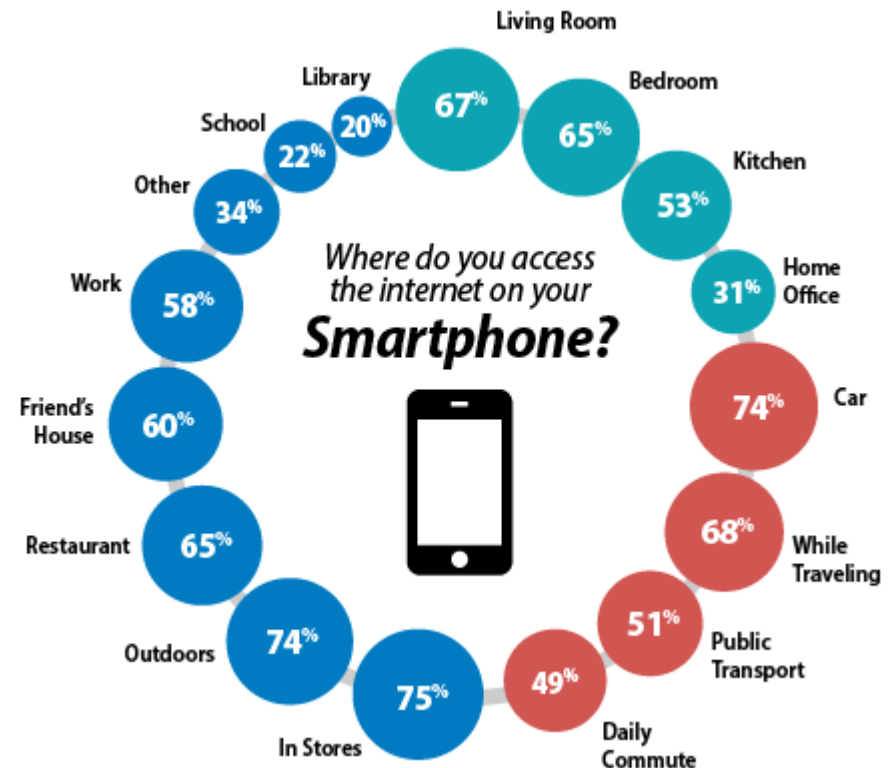 Where do you access
the internet on your
Smartphone?
Living Room
67%
Bedroom
65%
Kitchen
53%
Home
Office
31%
Car
74%
While
Traveling
68%
Public
Transport
51%
Daily
Commute
49%
In Stores
75%
Outdoors
74%
Restaurant
65%
Friend's
House
60%
Work
58%
Other
34%
School
22%
Library
20%